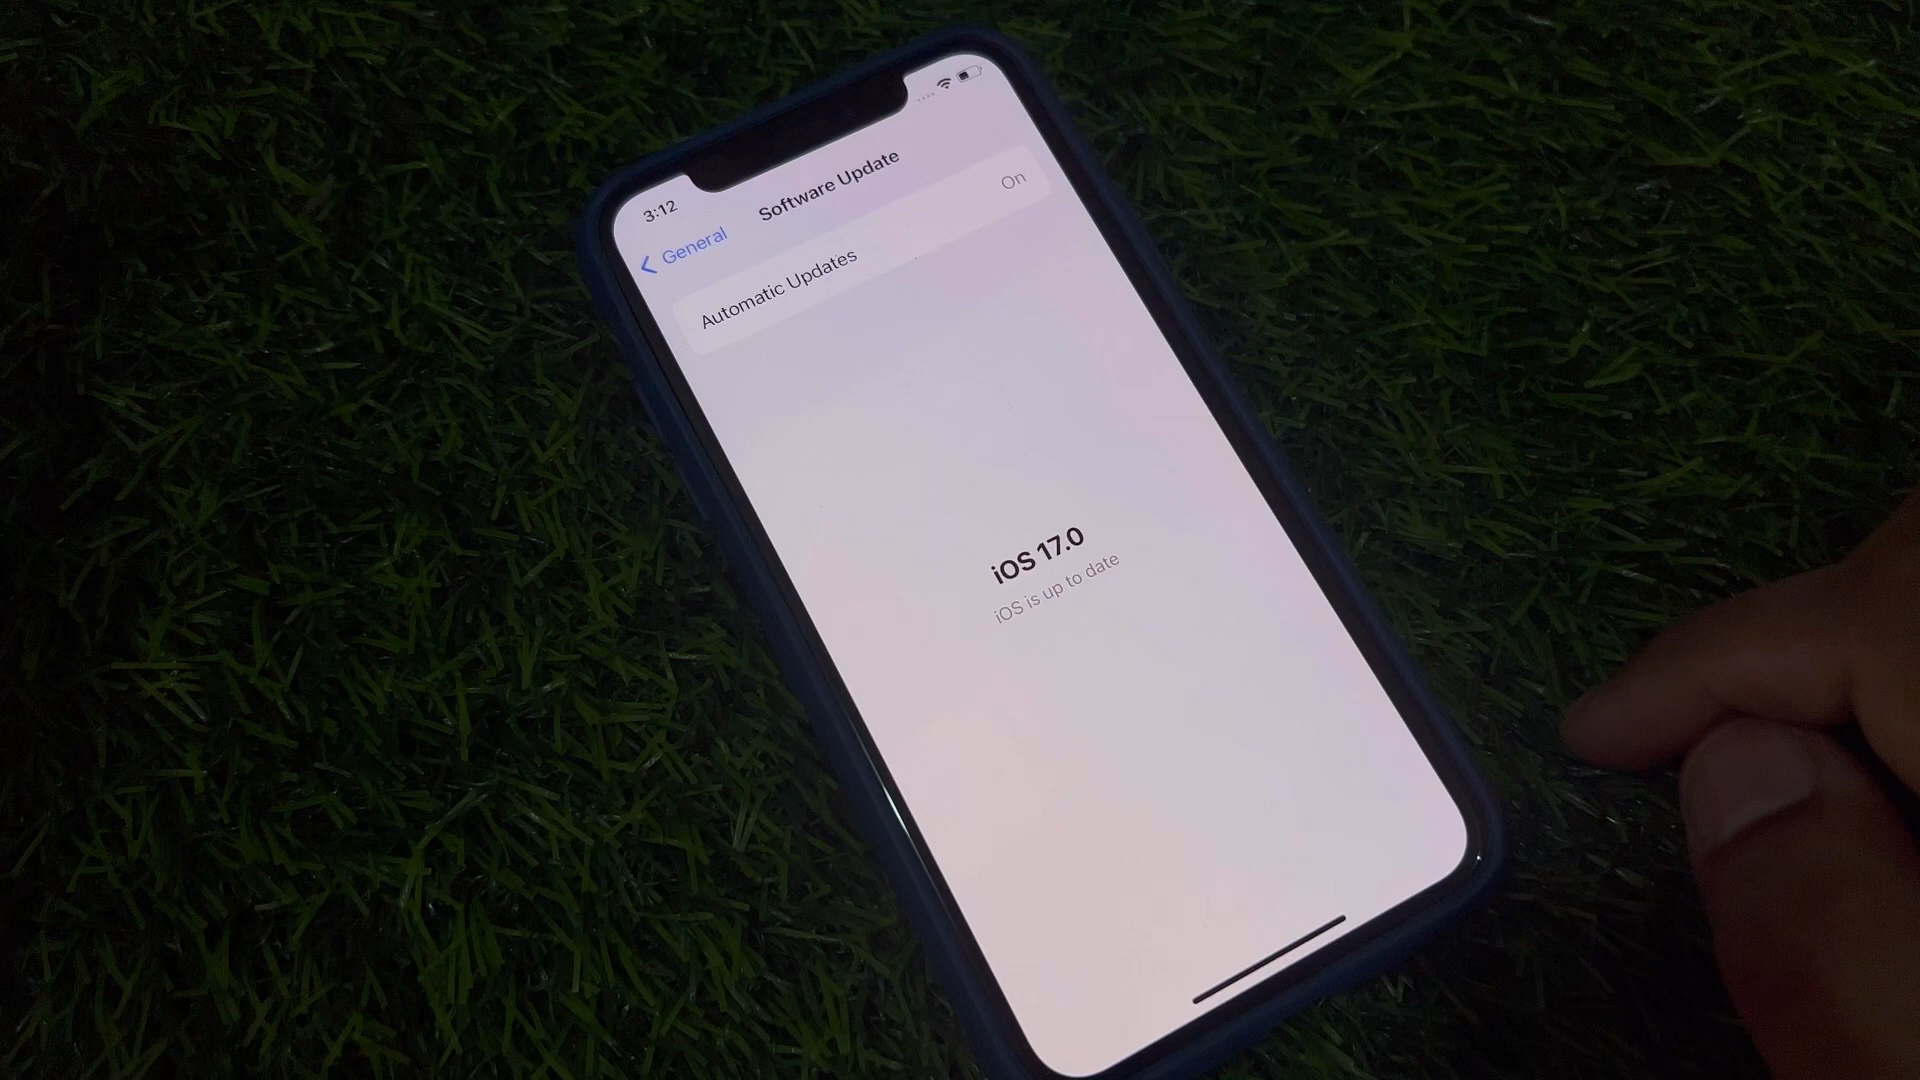 3:12
General
Software Update
Automatic Updates
On
iOS 17.0
iOS is up to date